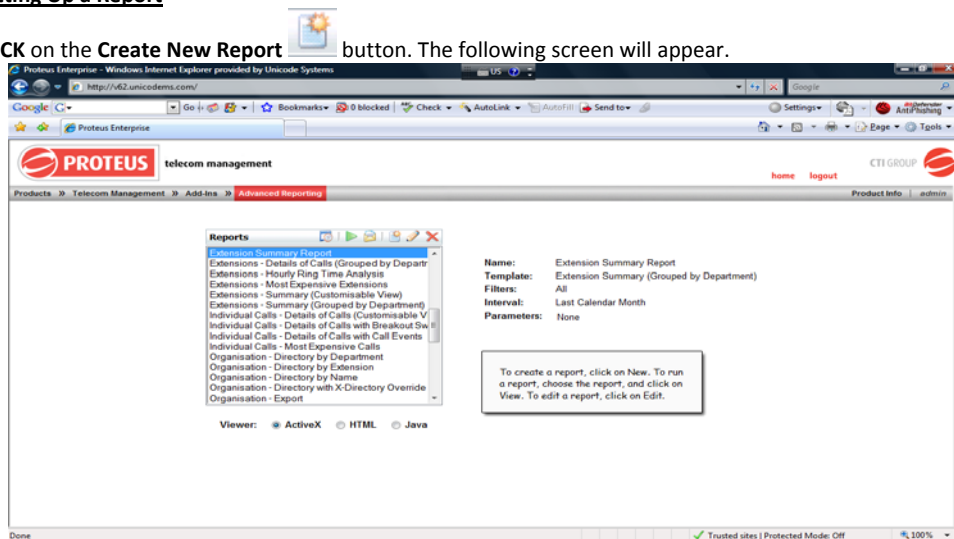 ting Up a Report
CK on the Create New Report button. The following screen will appear.
Proteus Enterprise - Windows Internet Explorer provided by Unicode Systems
US
http://v62.unicodems.com/
Google
Google G
Go
Bookmarks
0 blocked
Check
AutoLink
AutoFill
Send to
Settings
BitDefender AntiPhishing
Proteus Enterprise
Page
Tools
PROTEUS telecom management
CTI GROUP
home logout
Products » Telecom Management » Add-Ins » Advanced Reporting
Product Info | admin
Reports
Extension Summary Report
Extensions - Details of Calls (Grouped by Departr
Extensions - Hourly Ring Time Analysis
Extensions - Most Expensive Extensions
Extensions - Summary (Customisable View)
Extensions - Summary (Grouped by Department)
Individual Calls - Details of Calls (Customisable V
Individual Calls - Details of Calls with Breakout Sw
Individual Calls - Details of Calls with Call Events
Individual Calls - Most Expensive Calls
Organisation - Directory by Department
Organisation - Directory by Extension
Organisation - Directory by Name
Organisation - Directory with X-Directory Override
Organisation - Export
Name: Extension Summary Report
Template: Extension Summary (Grouped by Department)
Filters: All
Interval: Last Calendar Month
Parameters: None
To create a report, click on New. To run
a report, choose the report, and click on
View. To edit a report, click on Edit.
Viewer: ActiveX HTML Java
Done
Trusted sites | Protected Mode: Off
100%